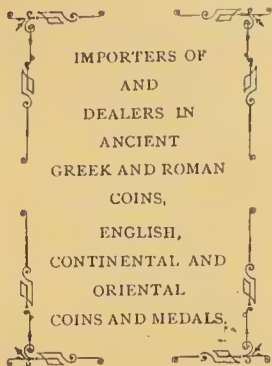 IMPORTERS OF
AND
DEALERS IN
ANCIENT
GREEK AND ROMAN
COINS,
ENGLISH,
CONTINENTAL AND
ORIENTAL
COINS AND MEDALS.